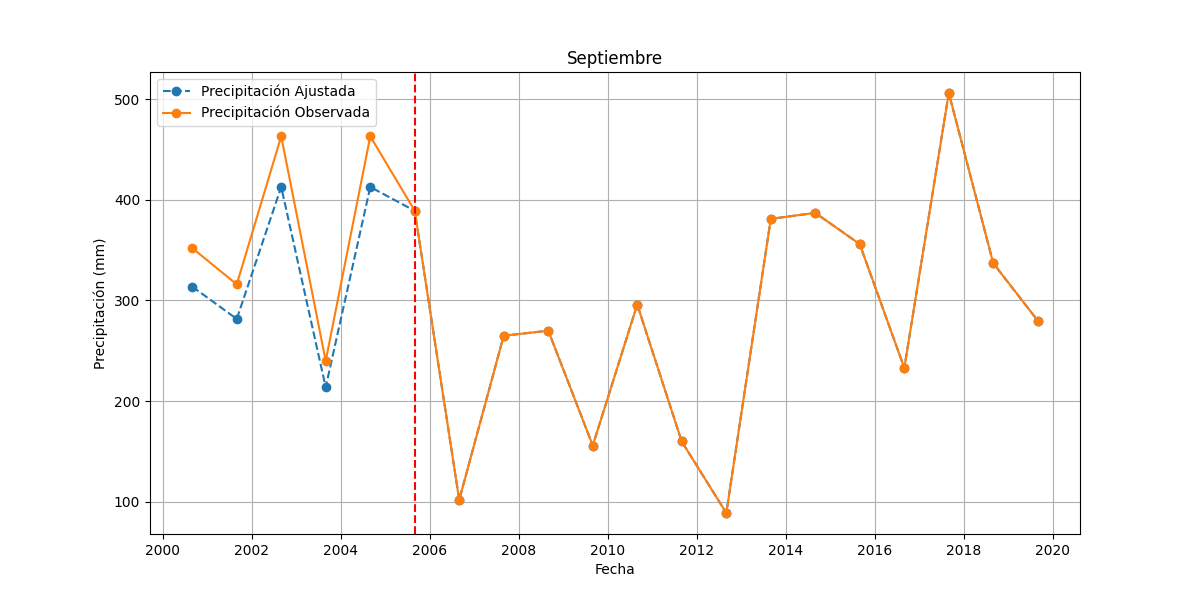 Septiembre
Precipitación Ajustada
Precipitación Observada
Precipitación (mm)
500
400
300
200
100
2000 2002 2004 2006 2008 2010 2012 2014 2016 2018 2020
Fecha